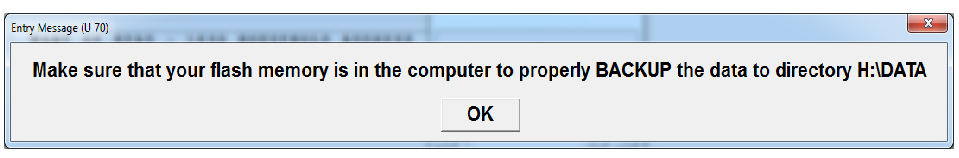 Entry Message (U 70)
Make sure that your flash memory is in the computer to properly BACKUP the data to directory H:\DATA
OK